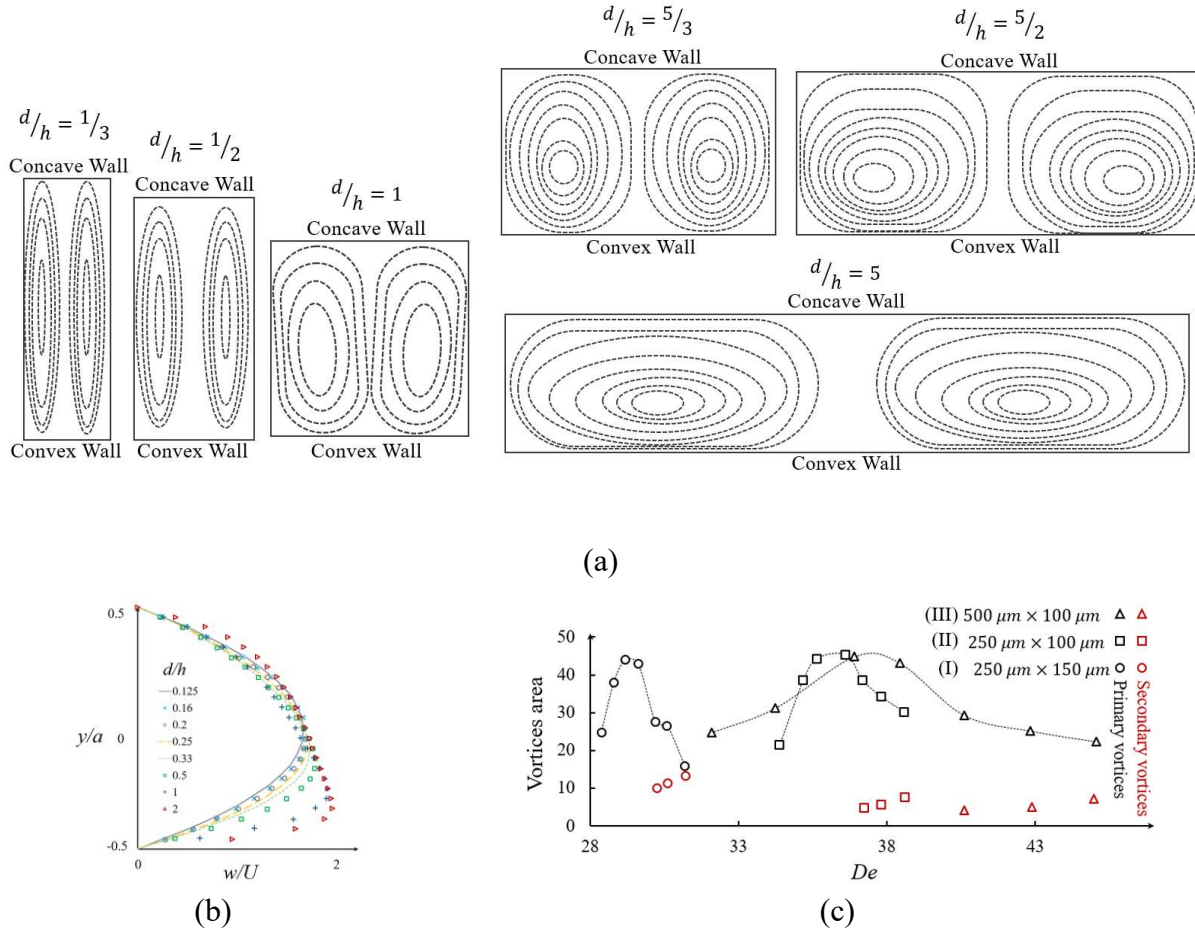 d/h = 1/3
Concave Wall
Convex Wall
d/h = 1/2
Concave Wall
Convex Wall
d/h = 1
Concave Wall
Convex Wall
d/h = 5/3
Concave Wall
Convex Wall
d/h = 5/2
Concave Wall
Convex Wall
d/h = 5
Concave Wall
Convex Wall
(a)
0.5
y/a
0
-0.5
d/h
0.125
0.16
0.2
0.25
0.33
0.5
1
2
0
w/U
2
(b)
(III) 500 μm × 100 μm
(II) 250 μm × 100 μm
(I) 250 μm × 150 μm
Primary vortices
Secondary vortices
Vortices area
50
40
30
20
10
0
28
33
38
43
De
(c)